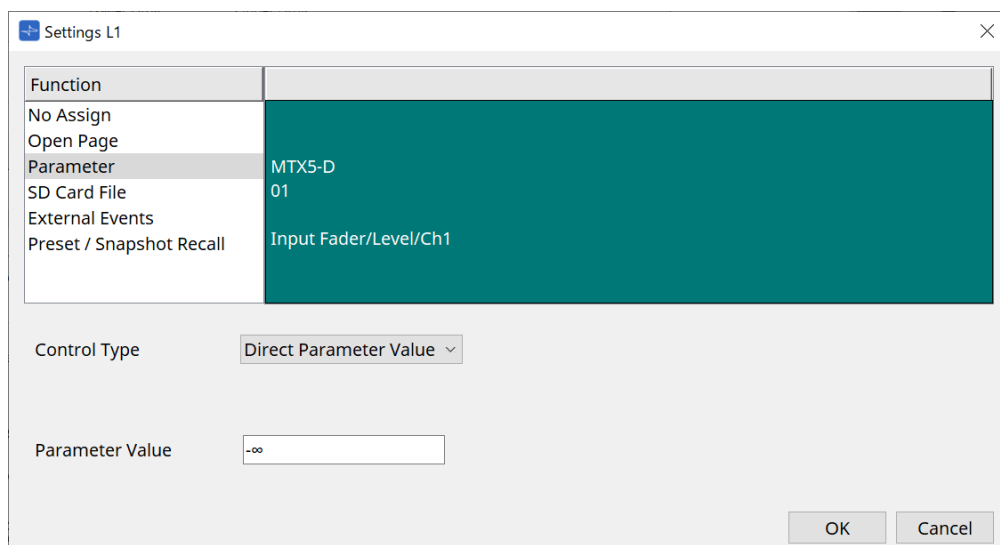 Settings L1
Function
No Assign
Open Page
Parameter
SD Card File
External Events
Preset / Snapshot Recall
MTX5-D
01
Input Fader/Level/Ch1
Control Type
Direct Parameter Value
Parameter Value
-∞
OK
Cancel